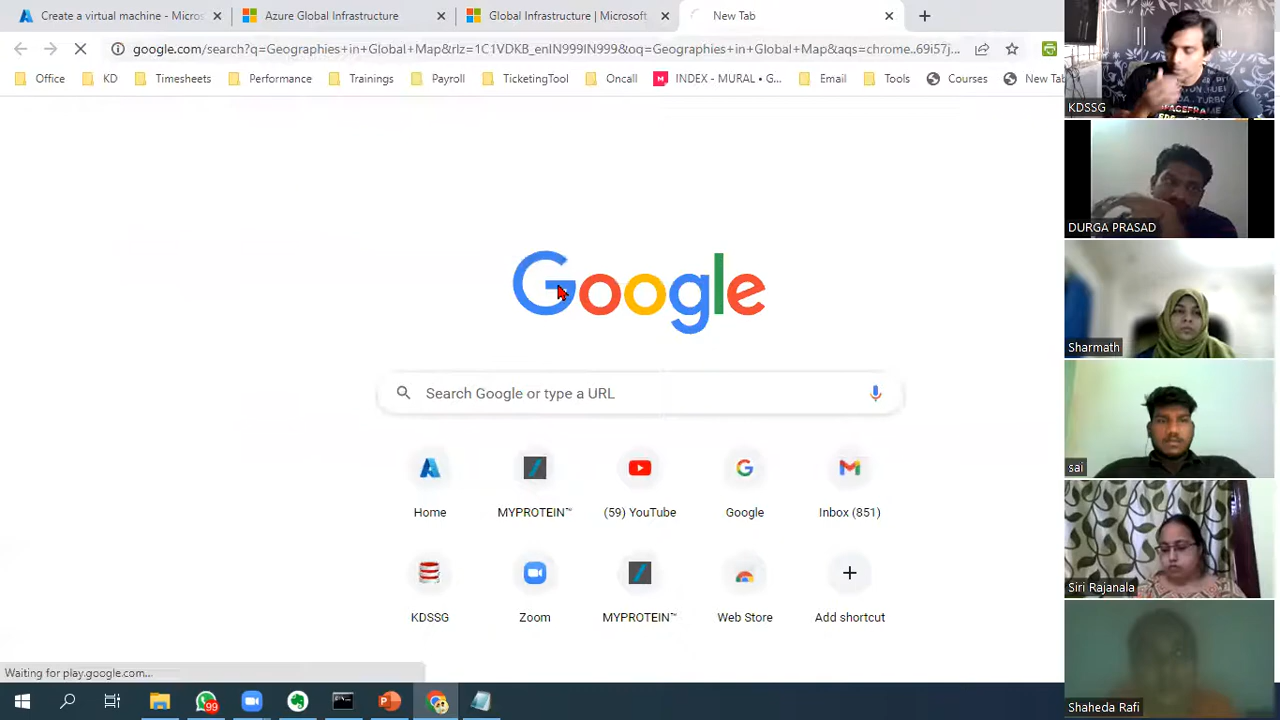 Create a virtual machine - Micros
Azure Global Infrastructure
Global Infrastructure | Microsoft
New Tab
google.com/search?q=Geographies+in+Global+Map&rlz=1C1VDKB_enIN999IN999&oq=Geographies+in+Global+Map&aqs=chrome..69i57j...
Office
KD
Timesheets
Performance
Trainings
Payroll
TicketingTool
Oncall
INDEX - MURAL • G...
Email
Tools
Courses
New Tab
Google
Search Google or type a URL
Home
MYPROTEIN™
(59) YouTube
Google
Inbox (851)
KDSSG
Zoom
MYPROTEIN™
Web Store
Add shortcut
Waiting for play.google.com...
99
KDSSG
DURGA PRASAD
Sharmath
sai
Siri Rajanala
Shaheda Rafi